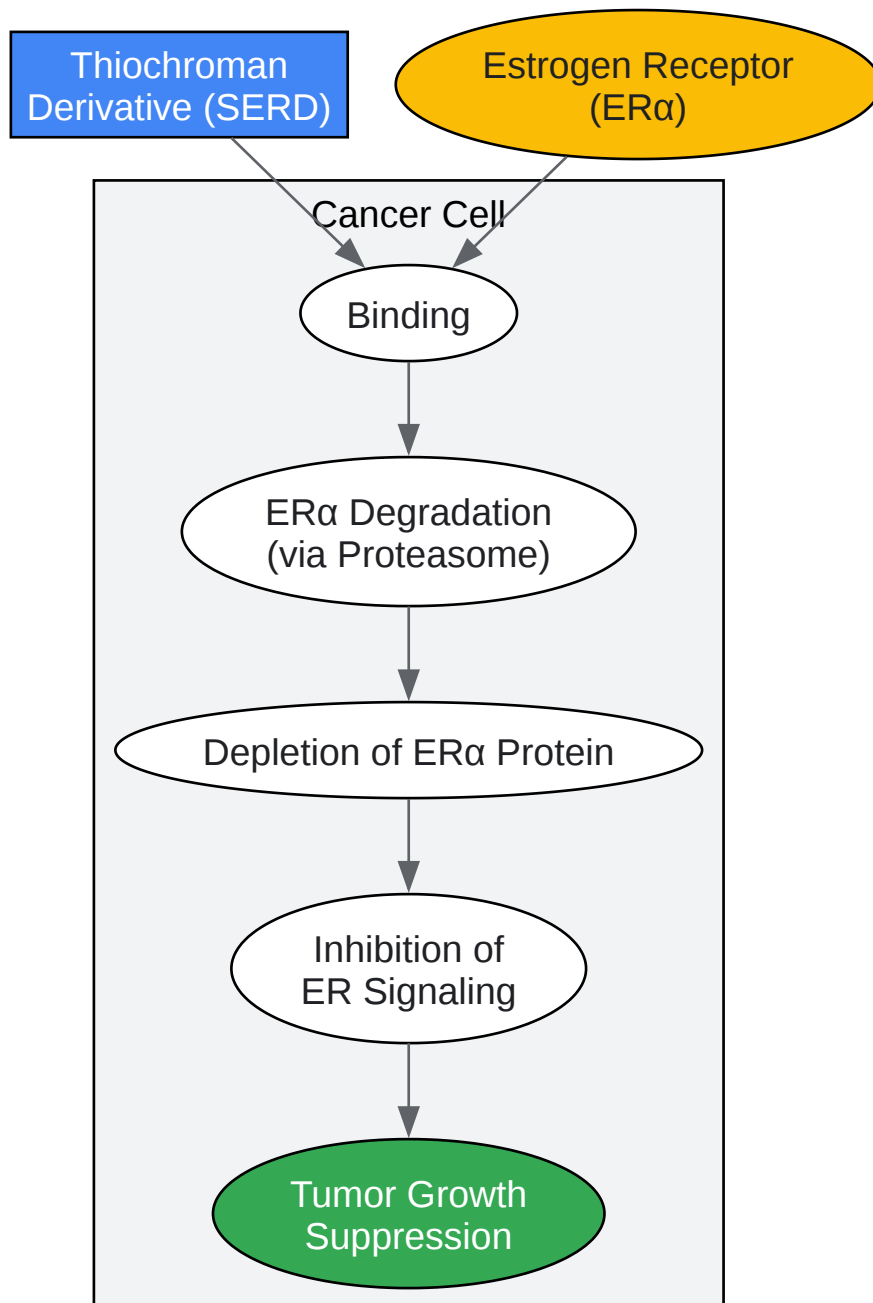 Thiochroman
Derivative (SERD)
Estrogen Receptor
(ERα)
Cancer Cell
Binding
ERα Degradation
(via Proteasome)
Depletion of ERα Protein
Inhibition of
ER Signaling
Tumor Growth
Suppression